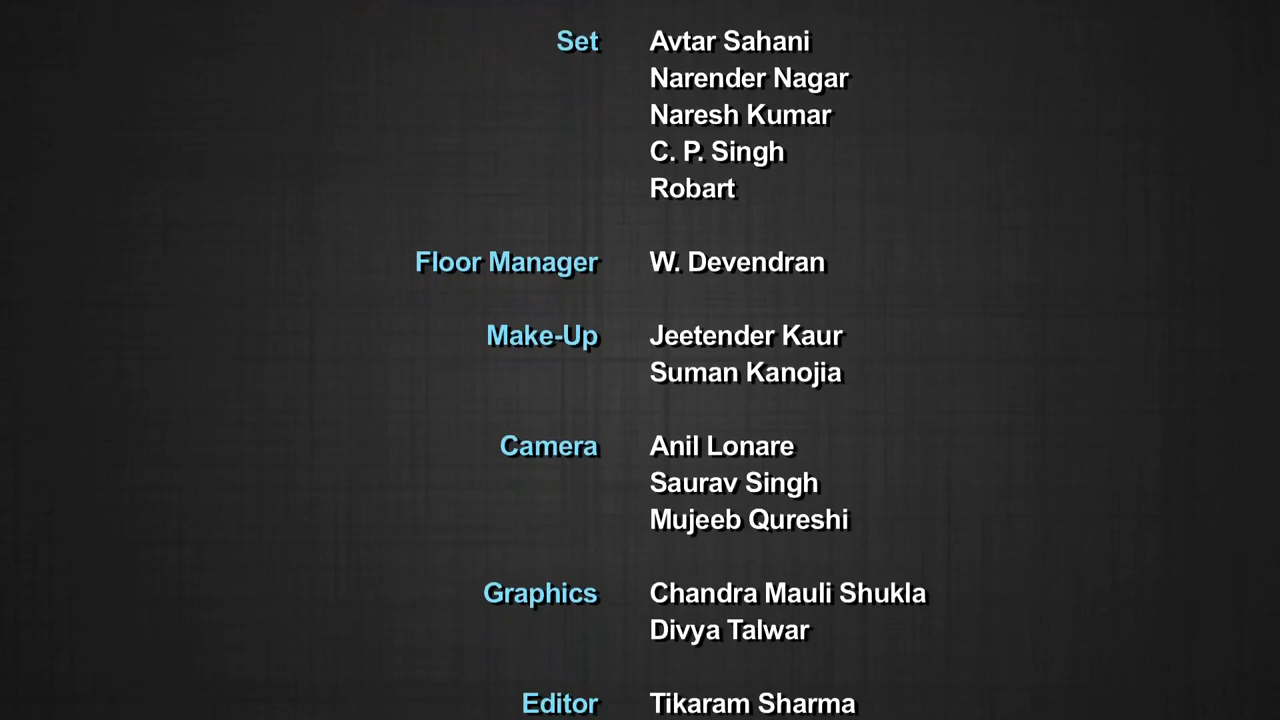 Set Avtar Sahani
Narender Nagar
Naresh Kumar
C. P. Singh
Robart
Floor Manager W. Devendran
Make-Up Jeetender Kaur
Suman Kanojia
Camera Anil Lonare
Saurav Singh
Mujeeb Qureshi
Graphics Chandra Mauli Shukla
Divya Talwar
Editor Tikaram Sharma